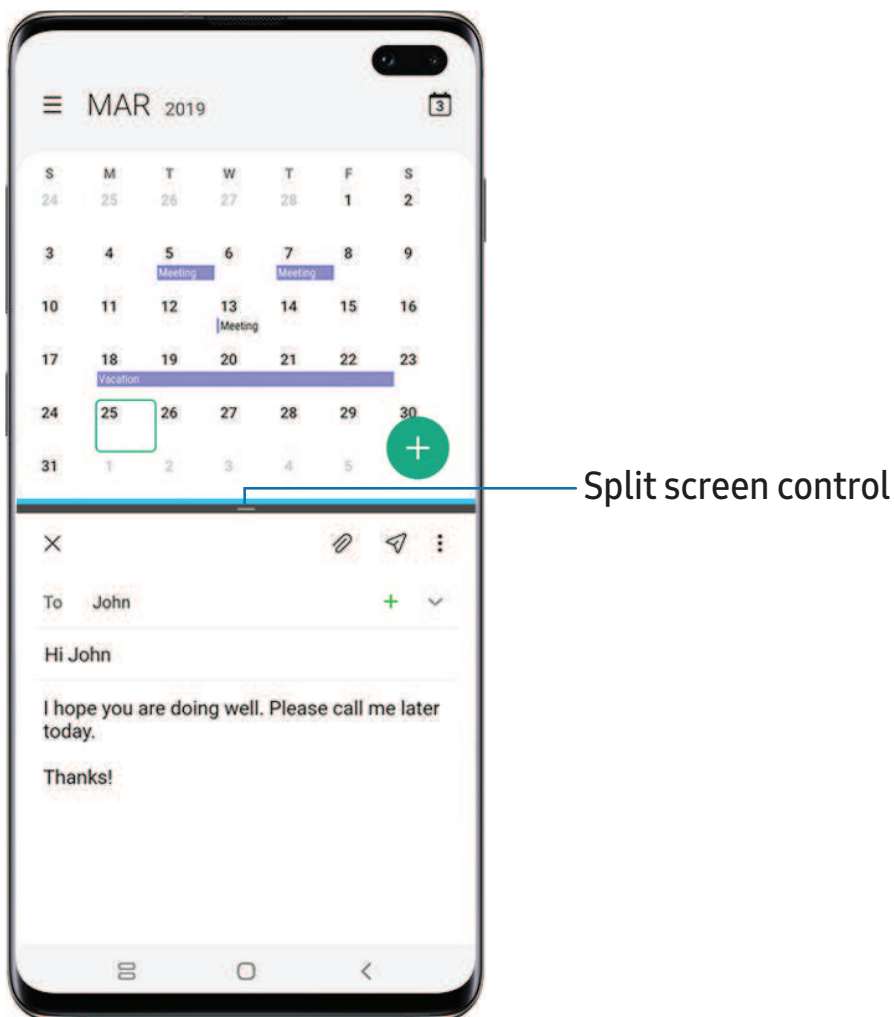 MAR 2019
3
S M T W T F S
24 25 26 27 28 1 2
3 4 5 6 7 8 9
Meeting Meeting
10 11 12 13 14 15 16
Meeting
17 18 19 20 21 22 23
Vacation
24 25 26 27 28 29 30
31 1 2 3 4 5
Split screen control
To John
Hi John
I hope you are doing well. Please call me later
today.
Thanks!